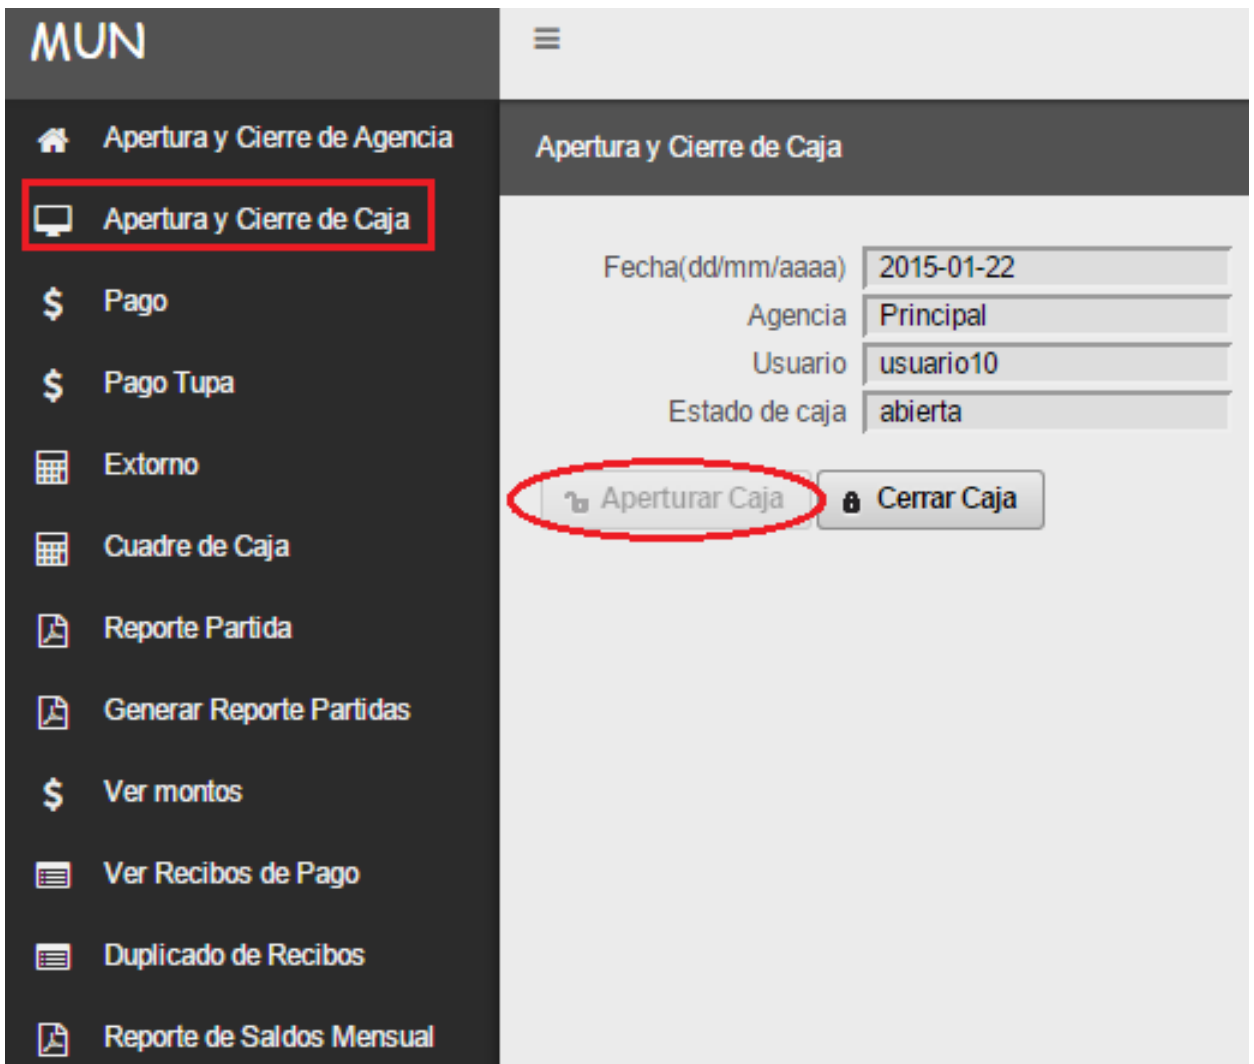 MUN
Apertura y Cierre de Agencia
Apertura y Cierre de Caja
Pago
Pago Tupa
Extorno
Cuadre de Caja
Reporte Partida
Generar Reporte Partidas
Ver montos
Ver Recibos de Pago
Duplicado de Recibos
Reporte de Saldos Mensual
Apertura y Cierre de Caja
Fecha(dd/mm/aaaa) 2015-01-22
Agencia Principal
Usuario usuario10
Estado de caja abierta
Aperturar Caja Cerrar Caja